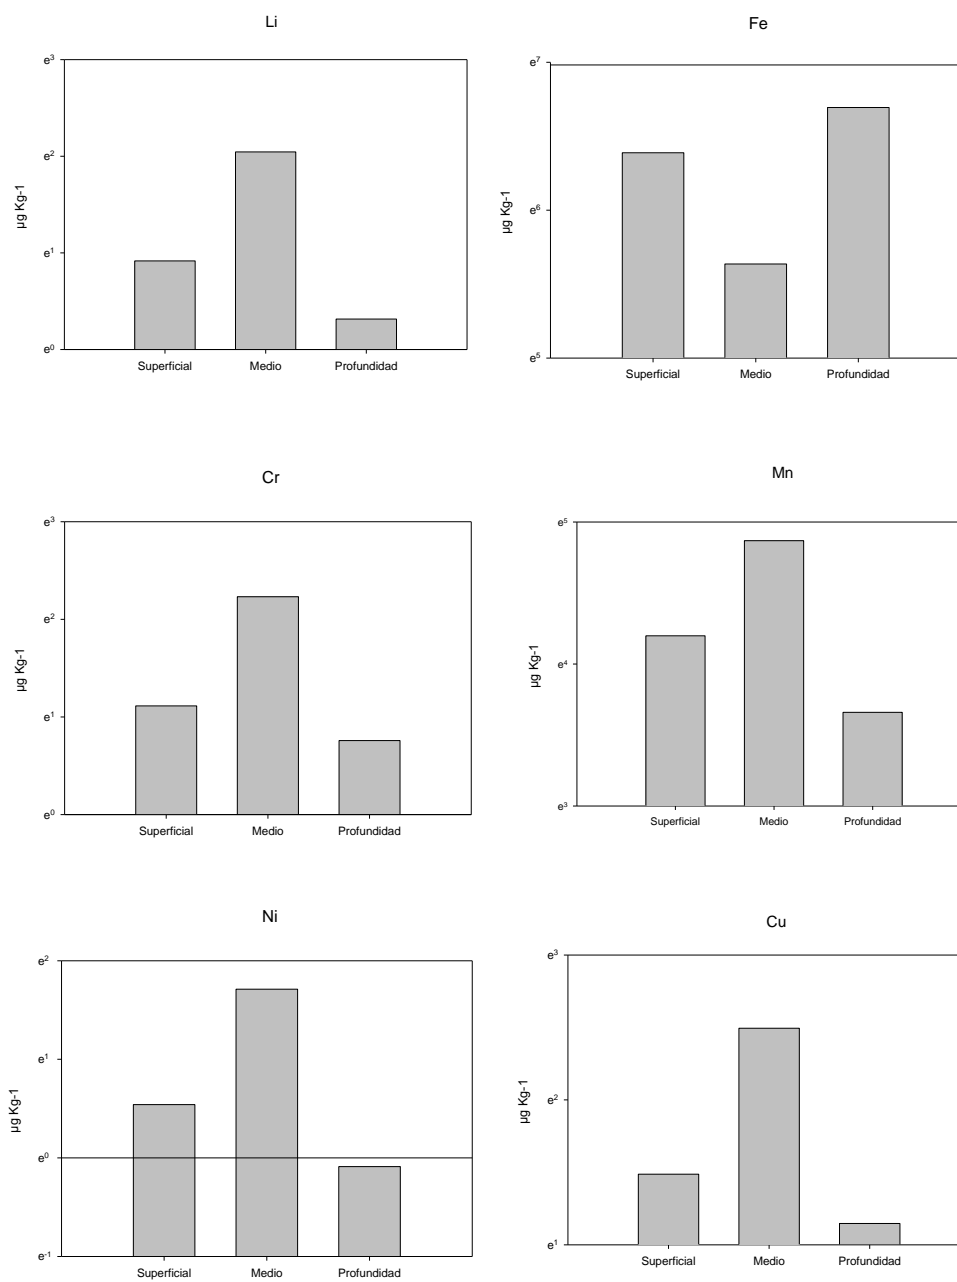 Li
e³
e²
e¹
e⁰
µg Kg-1
Superficial Medio Profundidad
Fe
e⁷
e⁶
e⁵
µg Kg-1
Superficial Medio Profundidad
Cr
e³
e²
e¹
e⁰
µg Kg-1
Superficial Medio Profundidad
Mn
e⁵
e⁴
e³
µg Kg-1
Superficial Medio Profundidad
Ni
e²
e¹
e⁰
e⁻¹
µg Kg-1
Superficial Medio Profundidad
Cu
e³
e²
e¹
µg Kg-1
Superficial Medio Profundidad